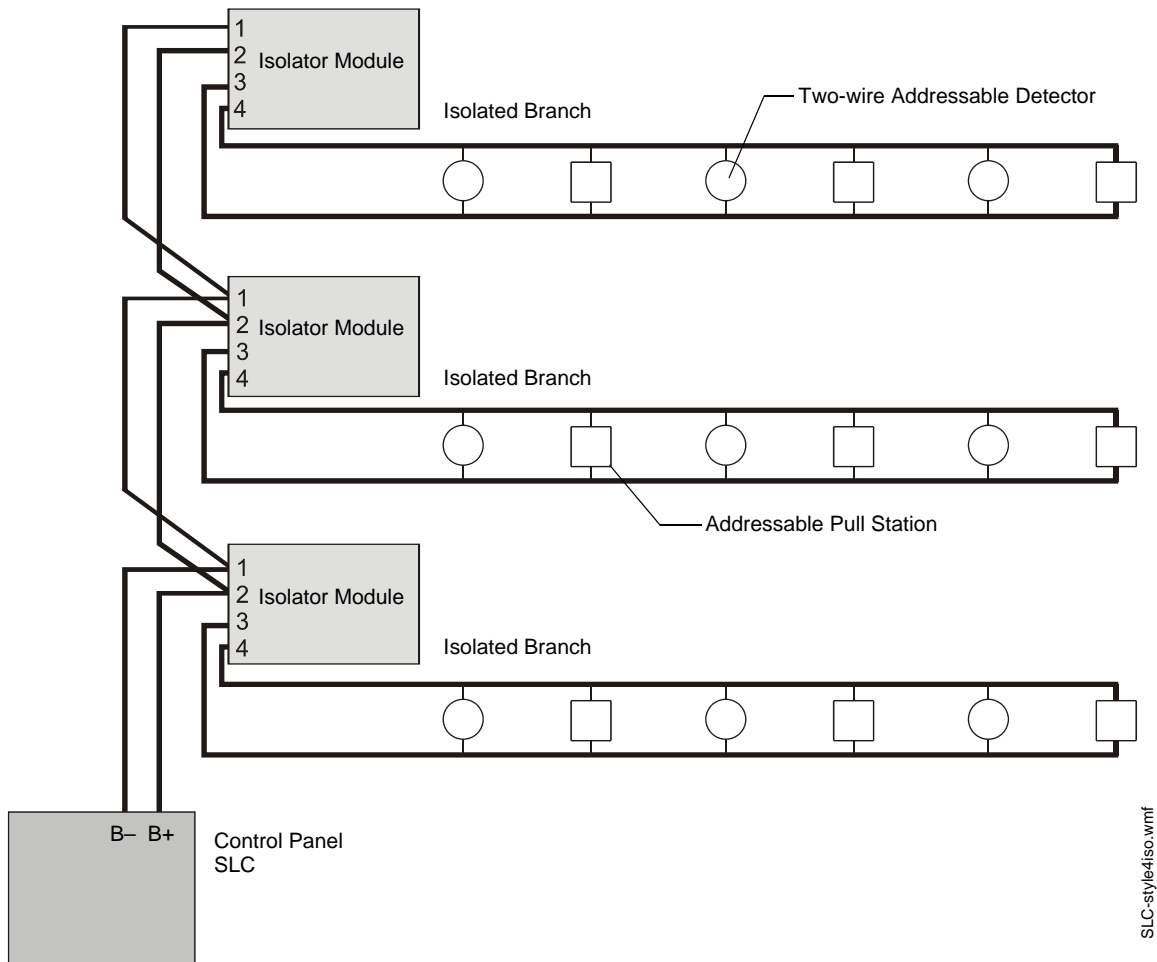 1
2
3
4
Isolator Module
Isolated Branch
Two-wire Addressable Detector
1
2
3
4
Isolator Module
Isolated Branch
Addressable Pull Station
1
2
3
4
Isolator Module
Isolated Branch
B– B+
Control Panel
SLC
SLC-style4iso.wmf